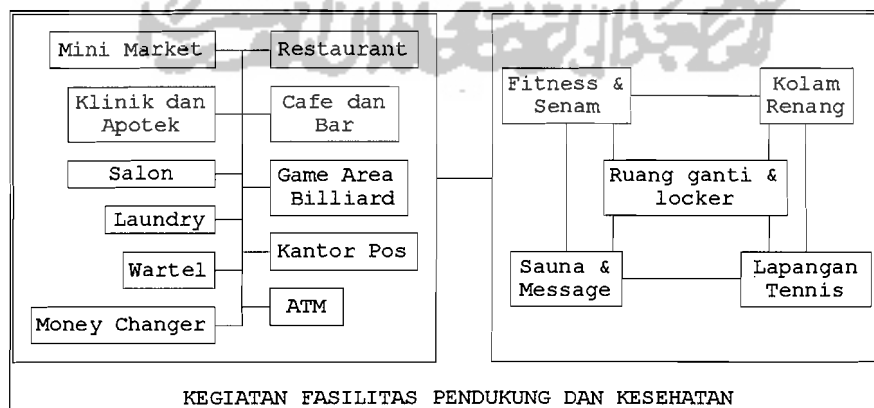 Mini Market
Restaurant
Klinik dan
Apotek
Cafe dan
Bar
Salon
Game Area
Billiard
Laundry
Kantor Pos
Wartel
ATM
Money Changer
Fitness &
Senam
Kolam
Renang
Ruang ganti &
locker
Sauna &
Message
Lapangan
Tennis
KEGIATAN FASILITAS PENDUKUNG DAN KESEHATAN